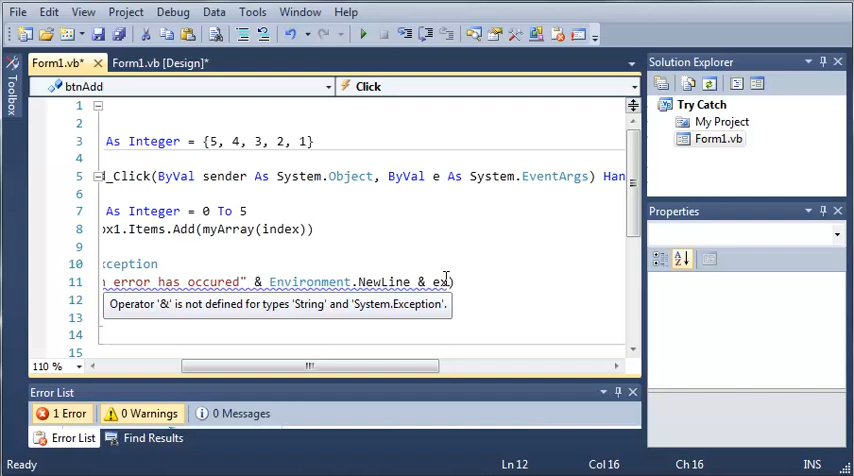 File Edit View Project Debug Data Tools Window Help
Form1.vb* Form1.vb [Design]*
btnAdd Click
Toolbox
1
2
3 As Integer = {5, 4, 3, 2, 1}
4
5 d_Click(ByVal sender As System.Object, ByVal e As System.EventArgs) Han
6
7 As Integer = 0 To 5
8 ox1.Items.Add(myArray(index))
9
10 xception
11 n error has occured" & Environment.NewLine & ex)
12
Operator '&' is not defined for types 'String' and 'System.Exception'.
13
14
15
110 %
Solution Explorer
Try Catch
My Project
Form1.vb
Properties
Error List
1 Error 0 Warnings 0 Messages
Error List Find Results
Ready Ln 12 Col 16 Ch 16 INS